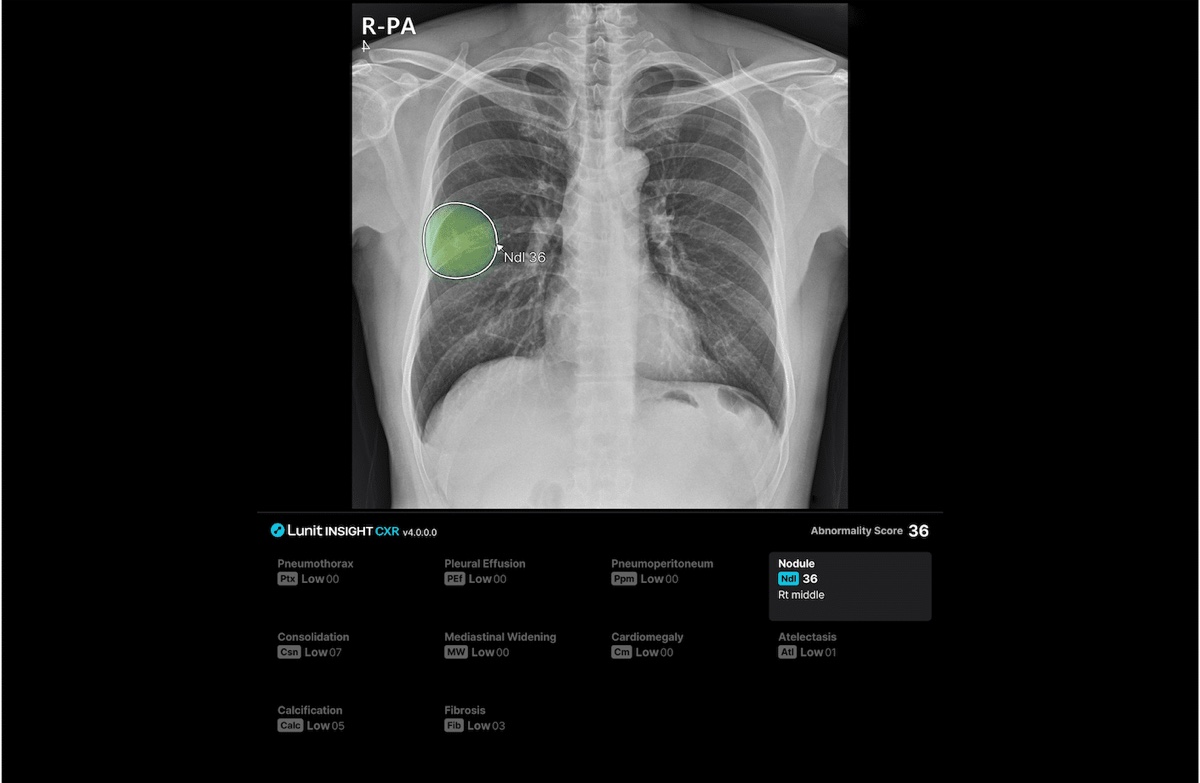 R-PA
4
Ndl 36
Lunit INSIGHT CXR v4.0.0.0
Abnormality Score 36
Pneumothorax
Ptx Low 00
Pleural Effusion
PEf Low 00
Pneumoperitoneum
Ppm Low 00
Nodule
Ndl 36
Rt middle
Consolidation
Csn Low 07
Mediastinal Widening
MW Low 00
Cardiomegaly
Cm Low 00
Atelectasis
Atl Low 01
Calcification
Calc Low 05
Fibrosis
Fib Low 03